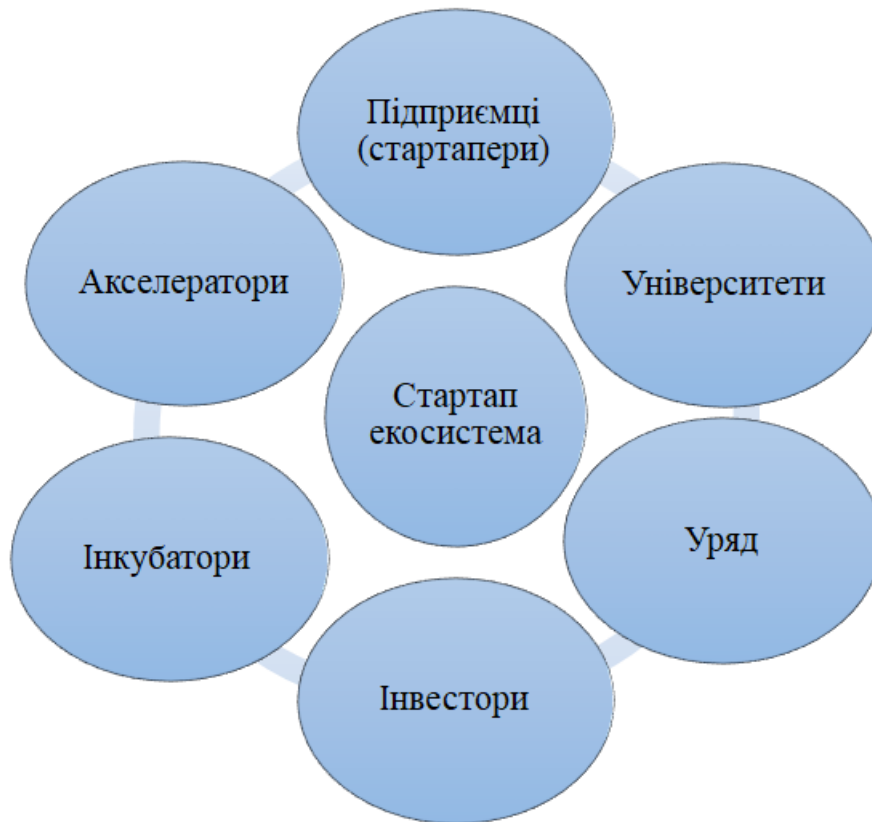 Підприємці
(стартапери)
Акселератори
Університети
Стартап
екосистема
Інкубатори
Уряд
Інвестори